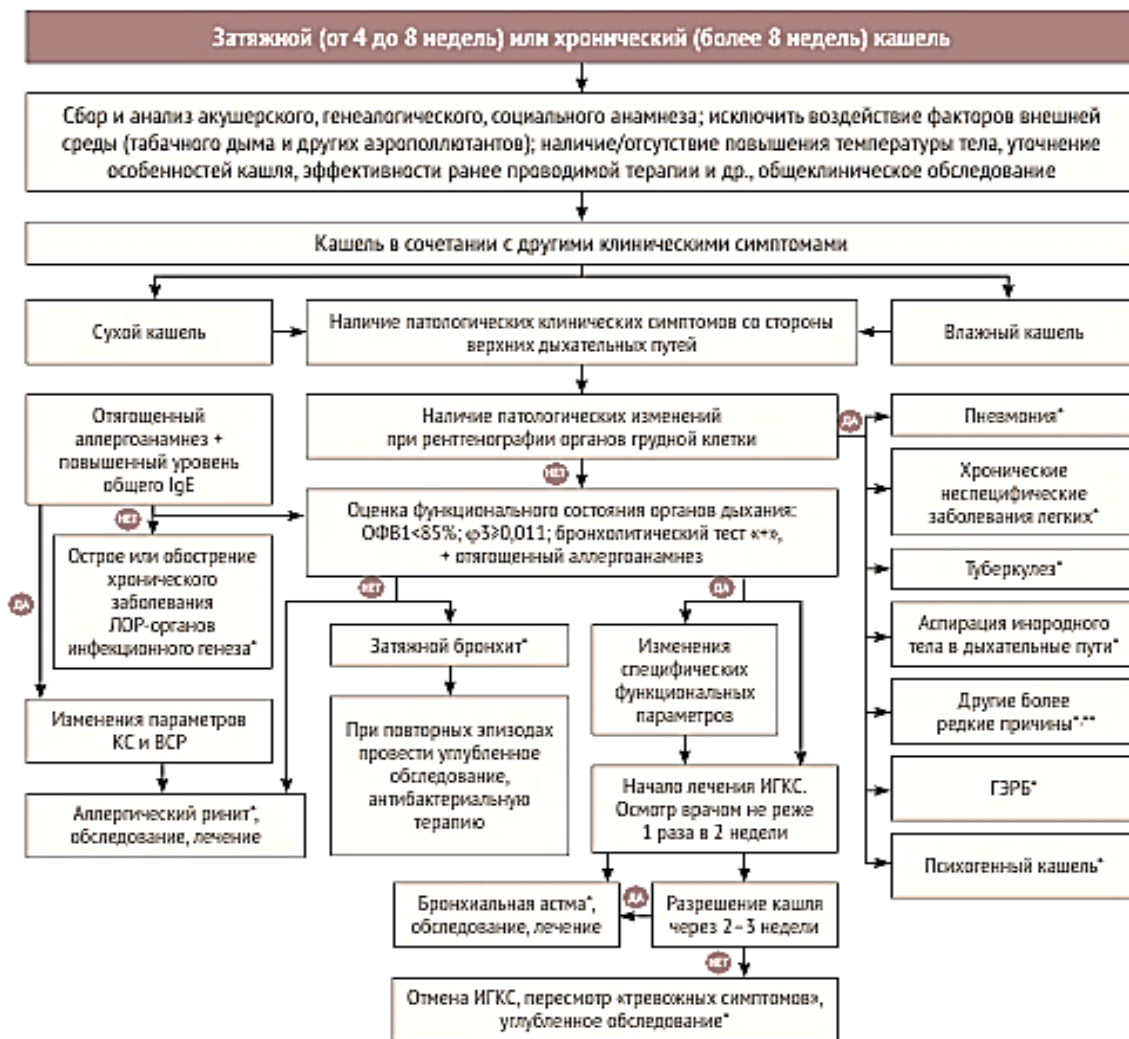 Затяжной (от 4 до 8 недель) или хронический (более 8 недель) кашель
Сбор и анализ акушерского, генеалогического, социального анамнеза; исключить воздействие факторов внешней
среды (табачного дыма и других аэрополлютантов); наличие/отсутствие повышения температуры тела, уточнение
особенностей кашля, эффективности ранее проводимой терапии и др., общеклиническое обследование
Кашель в сочетании с другими клиническими симптомами
Сухой кашель
Наличие патологических клинических симптомов со стороны
верхних дыхательных путей
Влажный кашель
Отягощенный
аллергоанамнез +
повышенный уровень
общего IgE
Наличие патологических изменений
при рентгенографии органов грудной клетки
ДА
Пневмония*
НЕТ
Хронические
неспецифические
заболевания легких*
Оценка функционального состояния органов дыхания:
ОФВ1<85%; φ3≥0,011; бронхолитический тест «+»,
+ отягощенный аллергоанамнез
НЕТ
Острое или обострение
хронического
заболевания
ЛОР-органов
инфекционного генеза*
ДА
Туберкулез*
НЕТ
ДА
Затяжной бронхит*
Изменения
специфических
функциональных
параметров
Аспирация инородного
тела в дыхательные пути*
Изменения параметров
КС и ВСР
При повторных эпизодах
провести углубленное
обследование,
антибактериальную
терапию
Другие более
редкие причины*,**
Начало лечения ИГКС.
Осмотр врачом не реже
1 раза в 2 недели
ГЭРБ*
Аллергический ринит*,
обследование, лечение
Психогенный кашель*
Бронхиальная астма*,
обследование, лечение
ДА
Разрешение кашля
через 2–3 недели
НЕТ
Отмена ИГКС, пересмотр «тревожных симптомов»,
углубленное обследование*